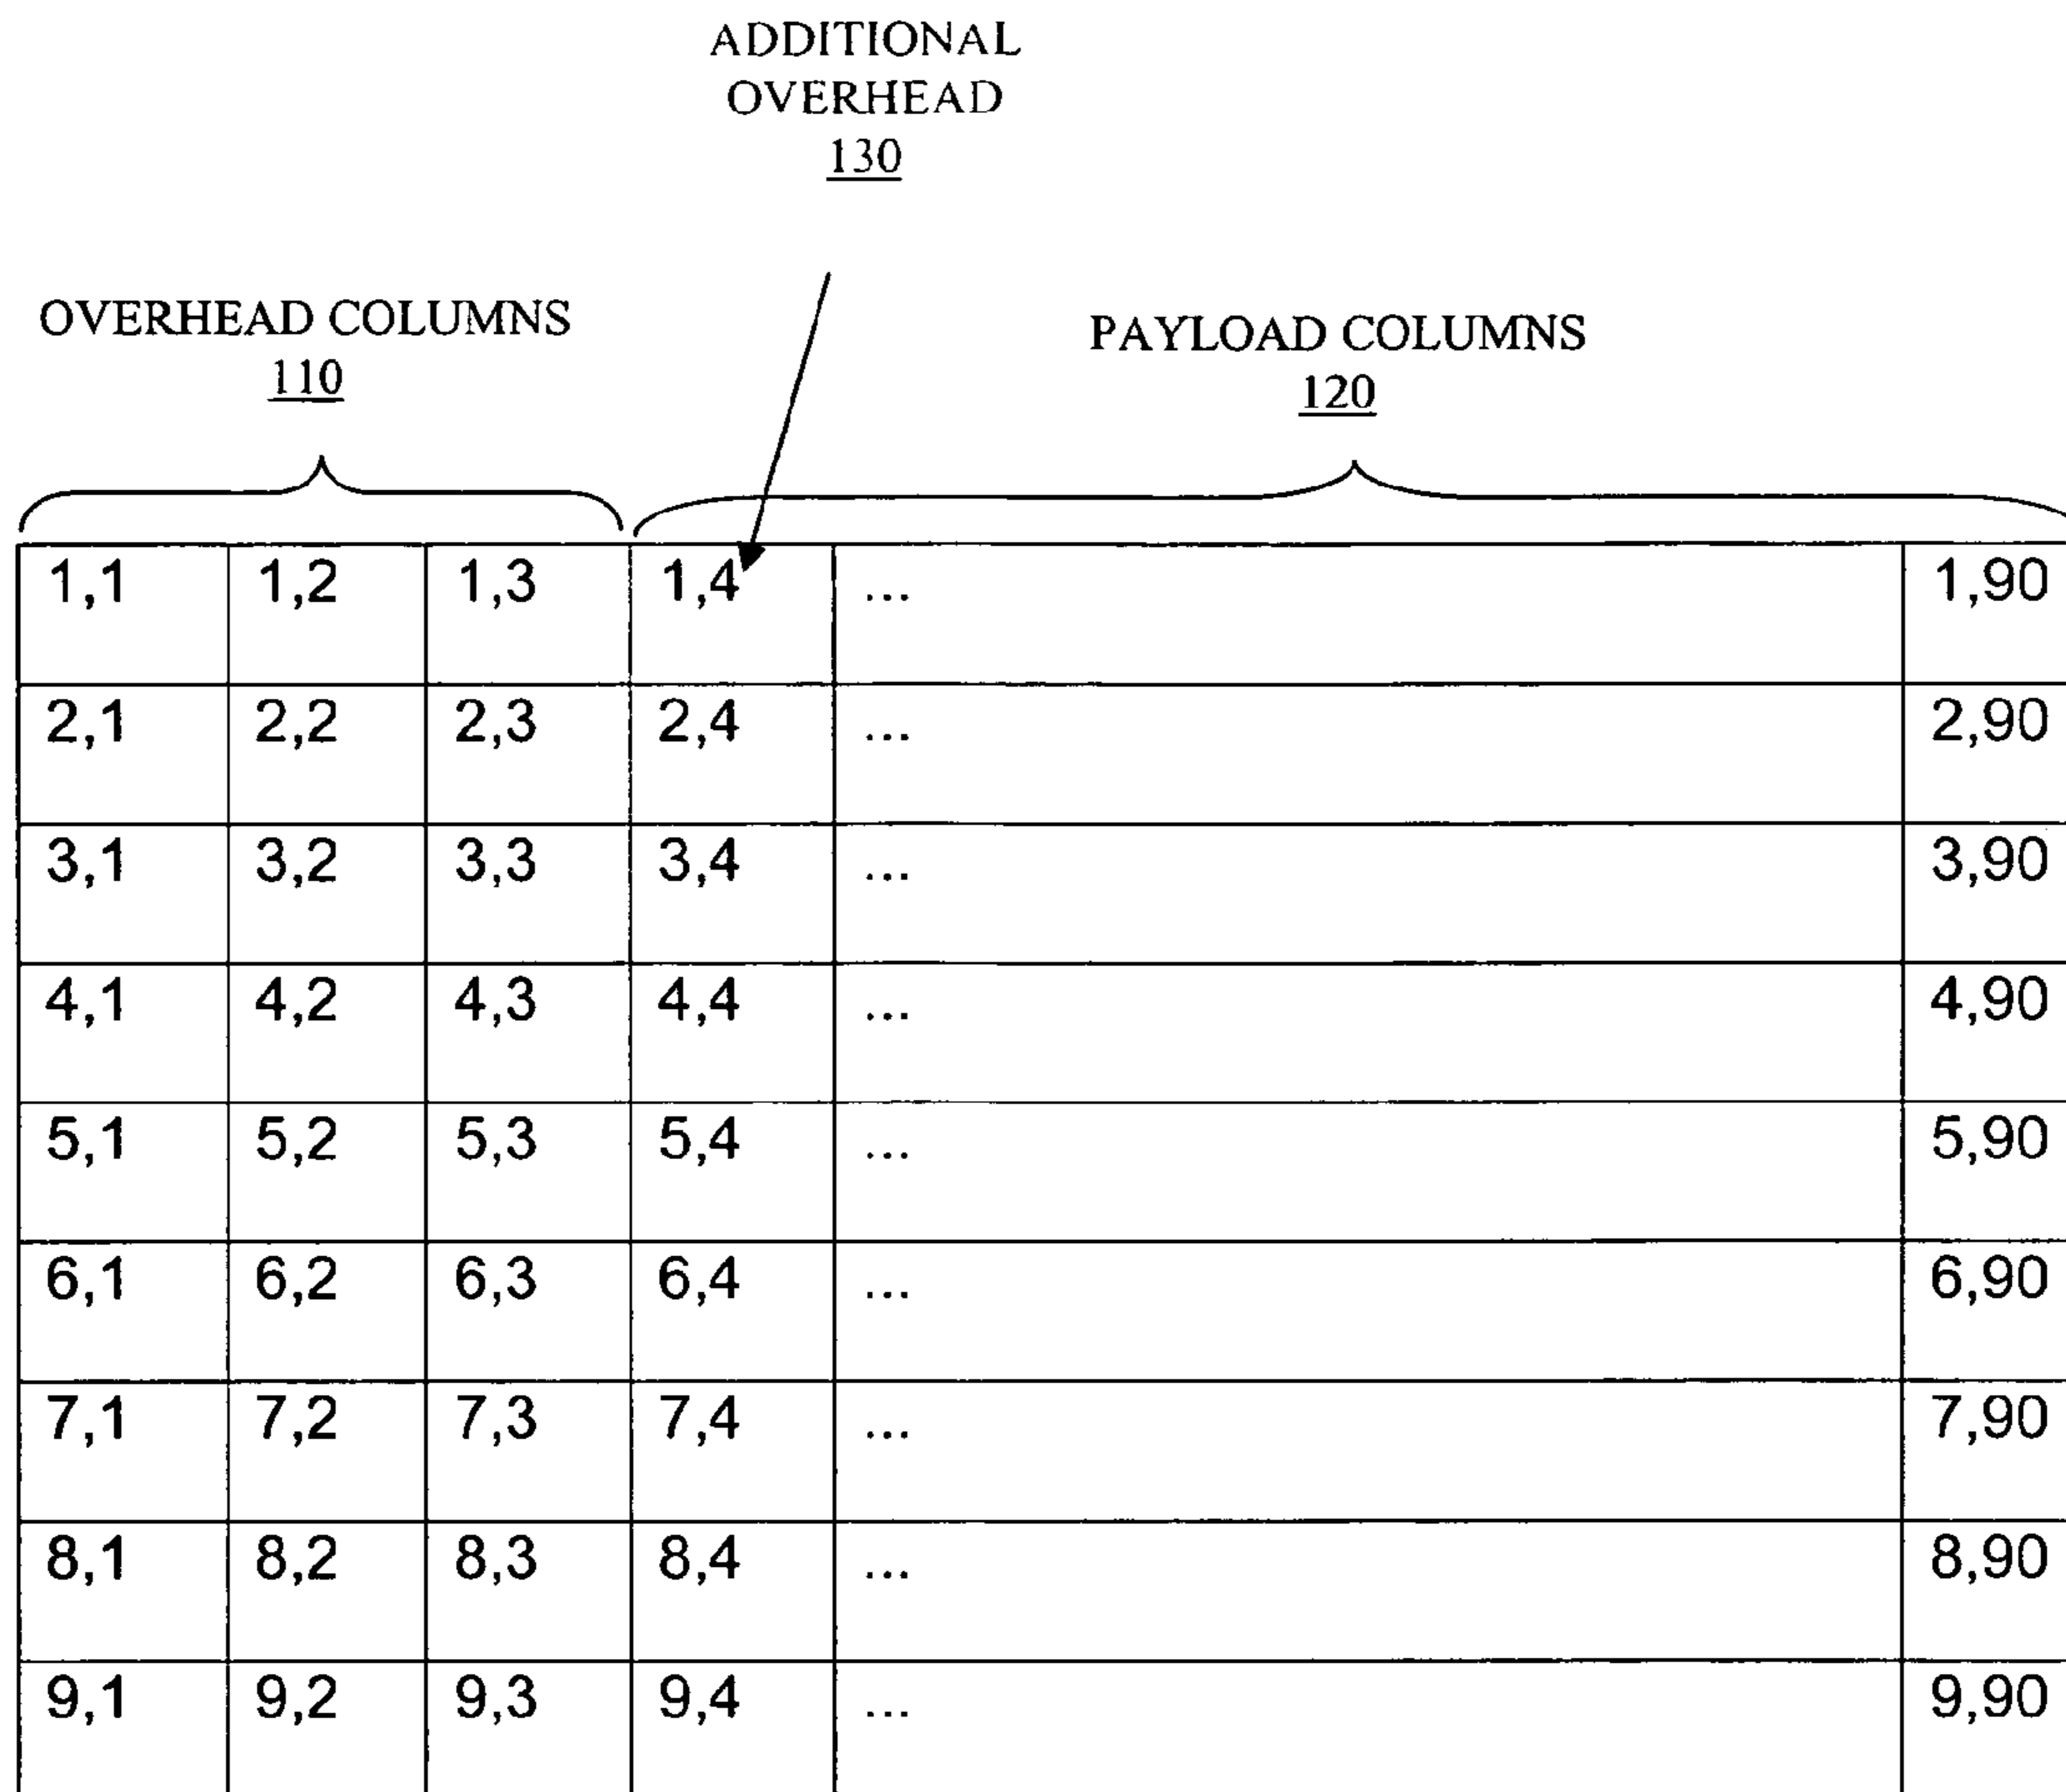 ADDITIONAL
OVERHEAD
130
OVERHEAD COLUMNS
110
PAYLOAD COLUMNS
120
1,1 1,2 1,3 1,4 ... 1,90
2,1 2,2 2,3 2,4 ... 2,90
3,1 3,2 3,3 3,4 ... 3,90
4,1 4,2 4,3 4,4 ... 4,90
5,1 5,2 5,3 5,4 ... 5,90
6,1 6,2 6,3 6,4 ... 6,90
7,1 7,2 7,3 7,4 ... 7,90
8,1 8,2 8,3 8,4 ... 8,90
9,1 9,2 9,3 9,4 ... 9,90